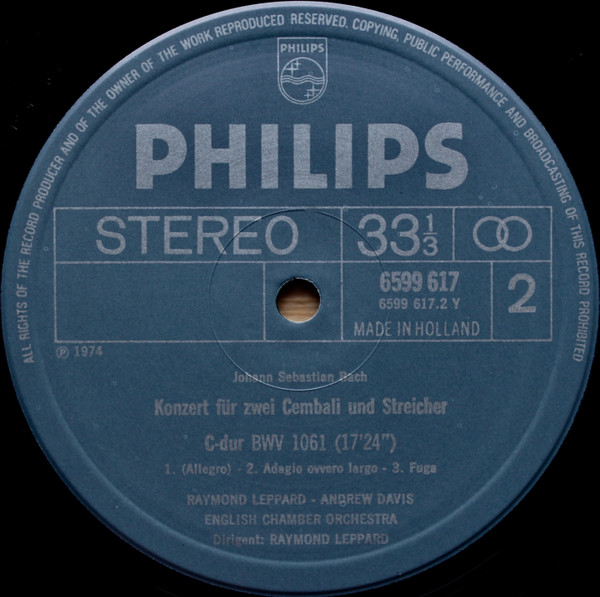 ALL RIGHTS OF THE RECORD PRODUCER AND OF THE OWNER OF THE WORK REPRODUCED RESERVED. COPYING, PUBLIC PERFORMANCE AND BROADCASTING OF THIS RECORD PROHIBITED
PHILIPS
PHILIPS
STEREO 33 1/3
6599 617
6599 617.2 Y
2
MADE IN HOLLAND
℗ 1974
Johann Sebastian Bach
Konzert für zwei Cembali und Streicher
C-dur BWV 1061 (17'24")
1. (Allegro) - 2. Adagio ovvero largo - 3. Fuga
RAYMOND LEPPARD - ANDREW DAVIS
ENGLISH CHAMBER ORCHESTRA
Dirigent: RAYMOND LEPPARD